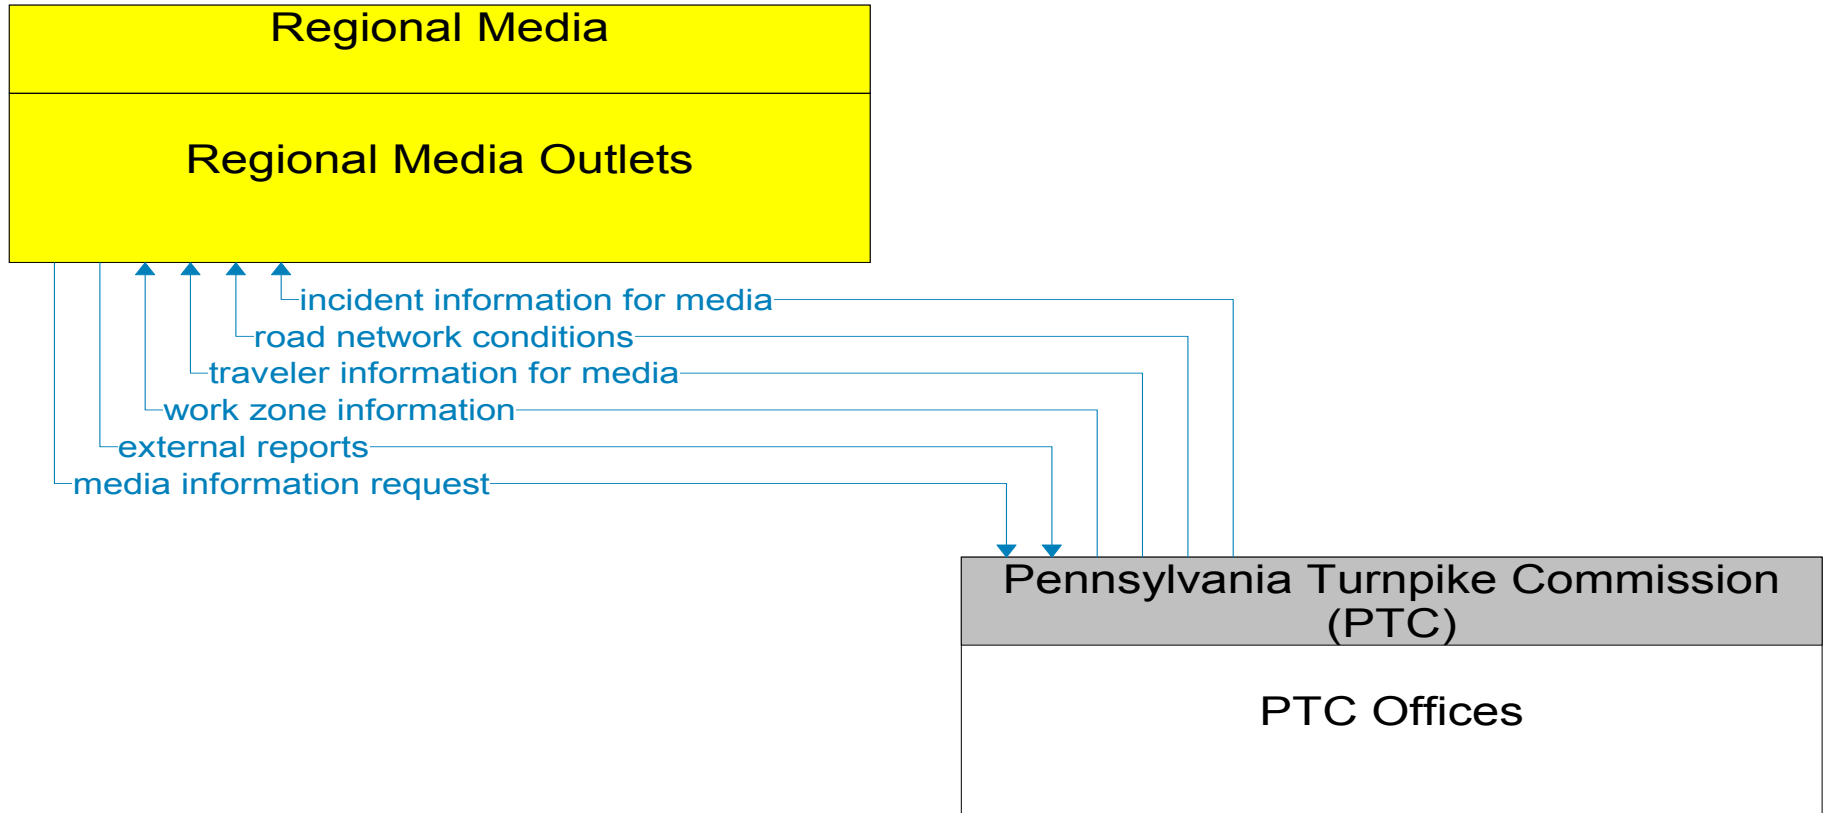 Regional Media
Regional Media Outlets
incident information for media
road network conditions
traveler information for media
work zone information
external reports
media information request
Pennsylvania Turnpike Commission
(PTC)
PTC Offices